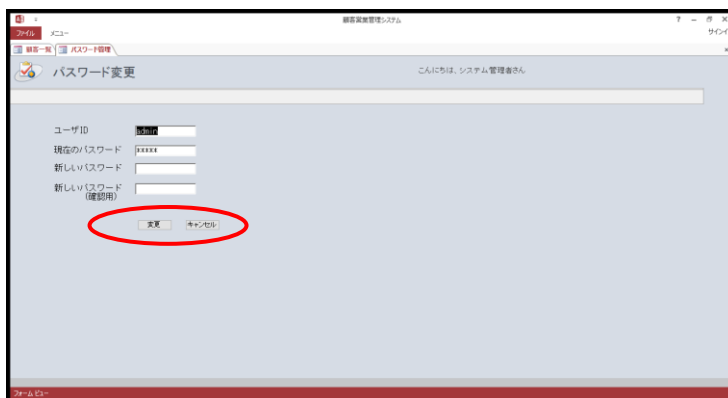 顧客営業管理システム
? － 
サインイ
ファイル メニュー
顧客一覧 パスワード管理
パスワード変更
こんにちは、システム管理者さん
ユーザID admin
現在のパスワード *****
新しいパスワード
新しいパスワード
(確認用)
変更 キャンセル
フォーム ビュー